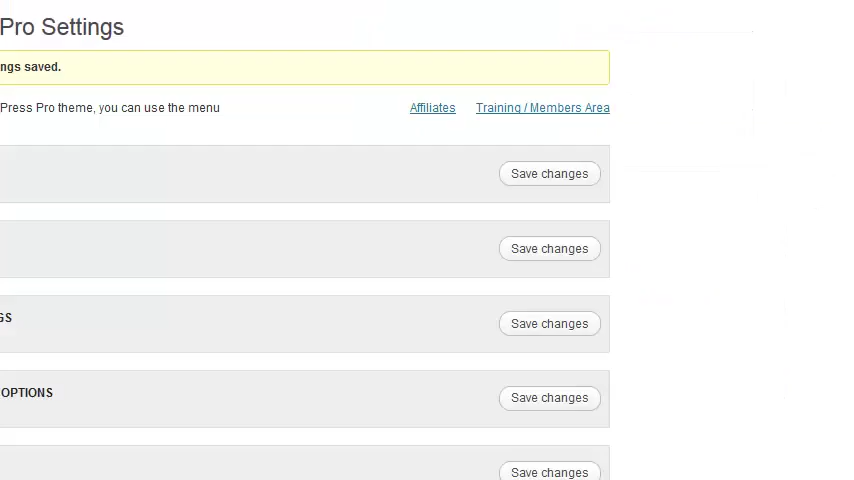 Pro Settings
ngs saved.
Press Pro theme, you can use the menu Affiliates Training / Members Area
Save changes
Save changes
GS Save changes
OPTIONS Save changes
Save changes